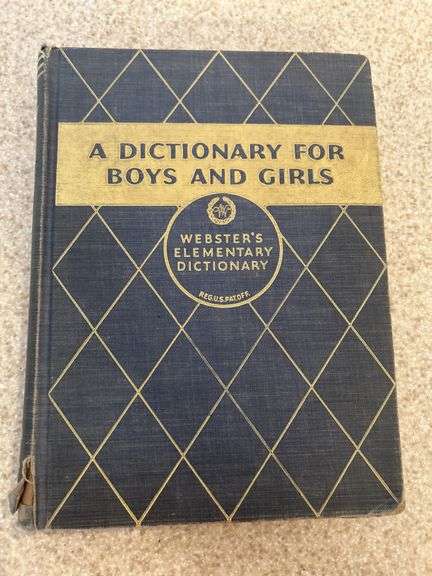 A DICTIONARY FOR
BOYS AND GIRLS
WEBSTER'S
ELEMENTARY
DICTIONARY
REG.U.S.PAT.OFF.